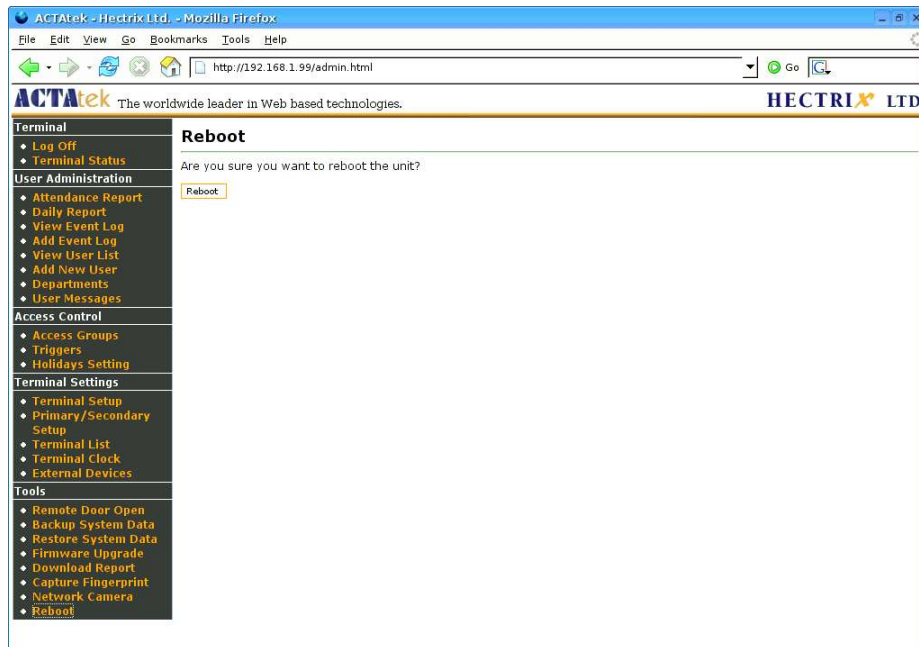 ACTAtek - Hectrix Ltd. - Mozilla Firefox
File Edit View Go Bookmarks Tools Help
http://192.168.1.99/admin.html
Go
G
ACTAtek The worldwide leader in Web based technologies.
HECTRIX LTD
Terminal
Log Off
Terminal Status
User Administration
Attendance Report
Daily Report
View Event Log
Add Event Log
View User List
Add New User
Departments
User Messages
Access Control
Access Groups
Triggers
Holidays Setting
Terminal Settings
Terminal Setup
Primary/Secondary
Setup
Terminal List
Terminal Clock
External Devices
Tools
Remote Door Open
Backup System Data
Restore System Data
Firmware Upgrade
Download Report
Capture Fingerprint
Network Camera
Reboot
Reboot
Are you sure you want to reboot the unit?
Reboot